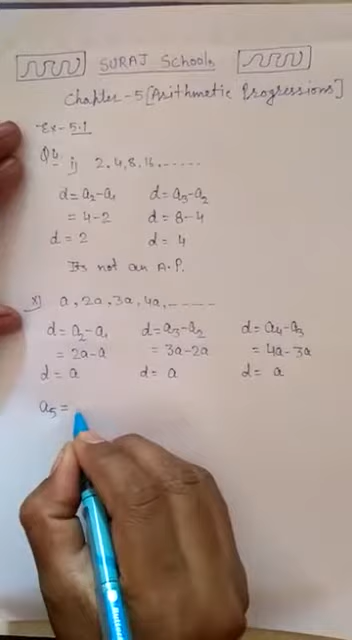 SURAJ Schools
Chapter-5 [Arithmetic Progressions]
Ex-5.1
Q4 i) 2, 4, 8, 16, ......
d = a₂-a₁ d = a₃-a₂
= 4-2 d = 8-4
d = 2 d = 4
Its not an A.P.
x) a, 2a, 3a, 4a, ......
d = a₂-a₁ d = a₃-a₂ d = a₄-a₃
= 2a-a = 3a-2a = 4a-3a
d = a d = a d = a
a₅ =